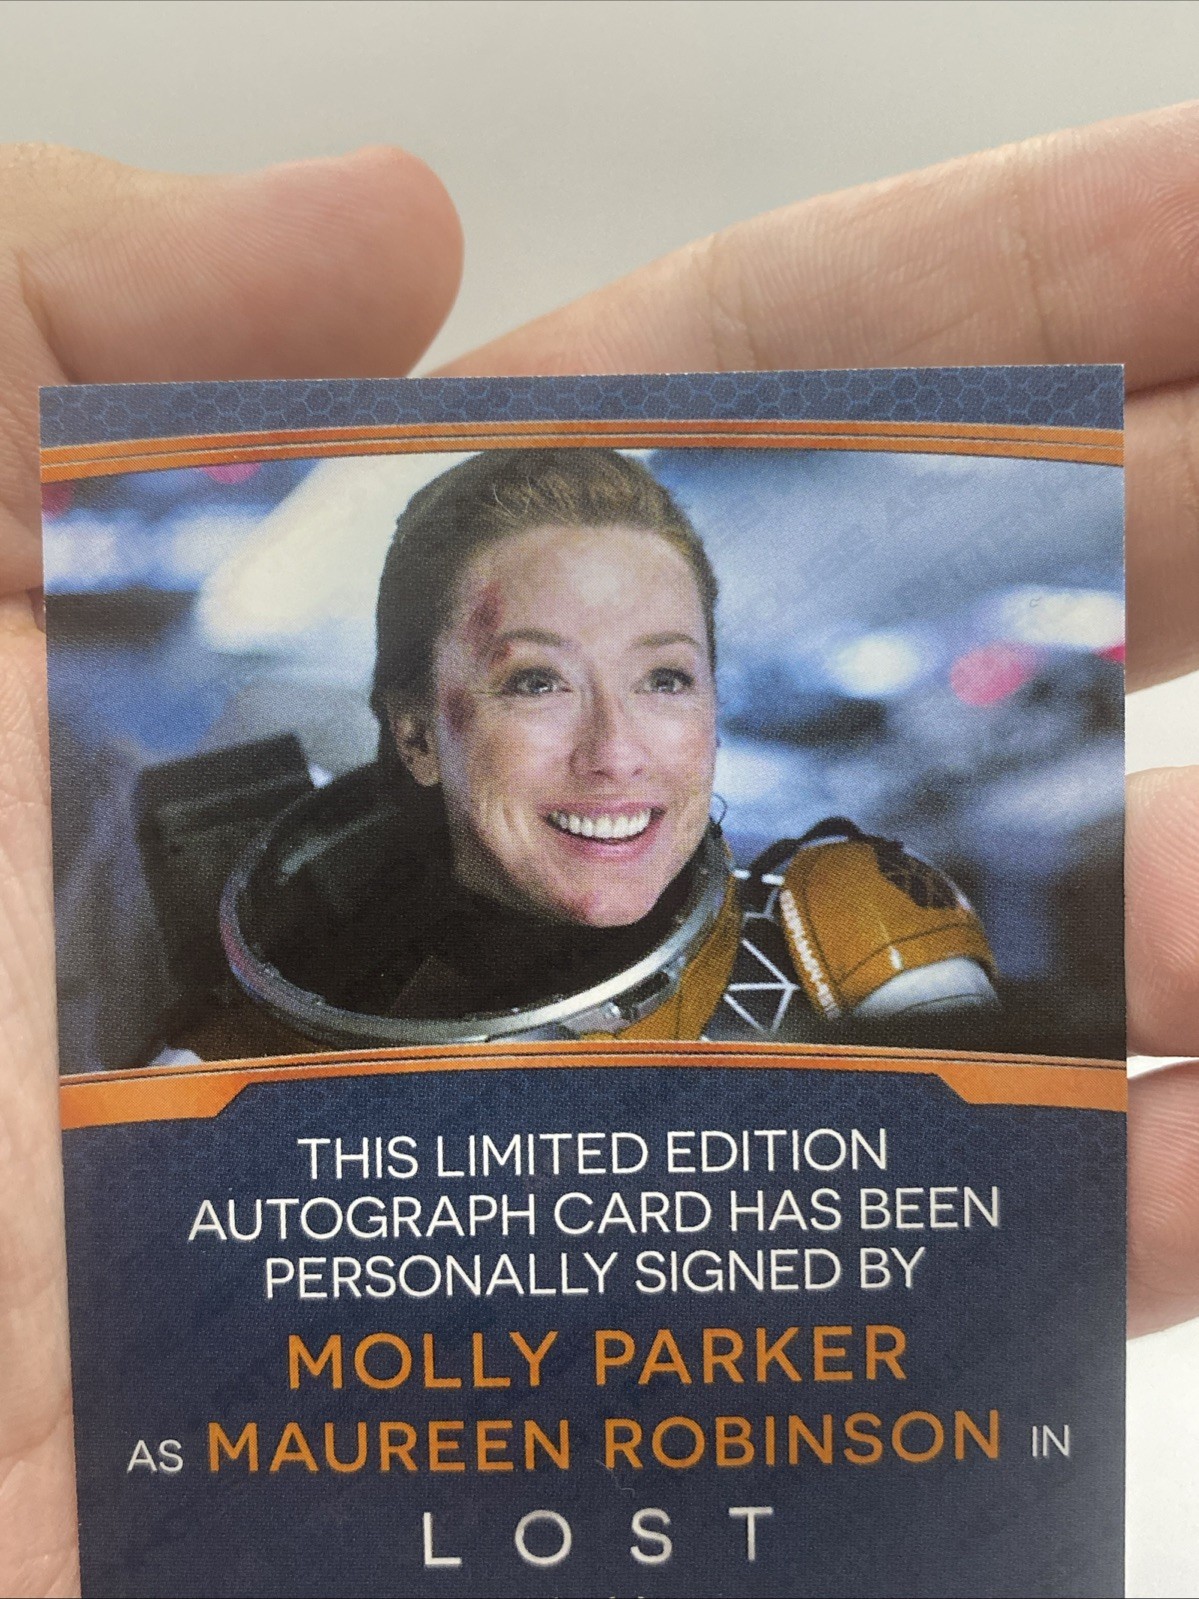 THIS LIMITED EDITION
AUTOGRAPH CARD HAS BEEN
PERSONALLY SIGNED BY
MOLLY PARKER
AS MAUREEN ROBINSON IN
LOST